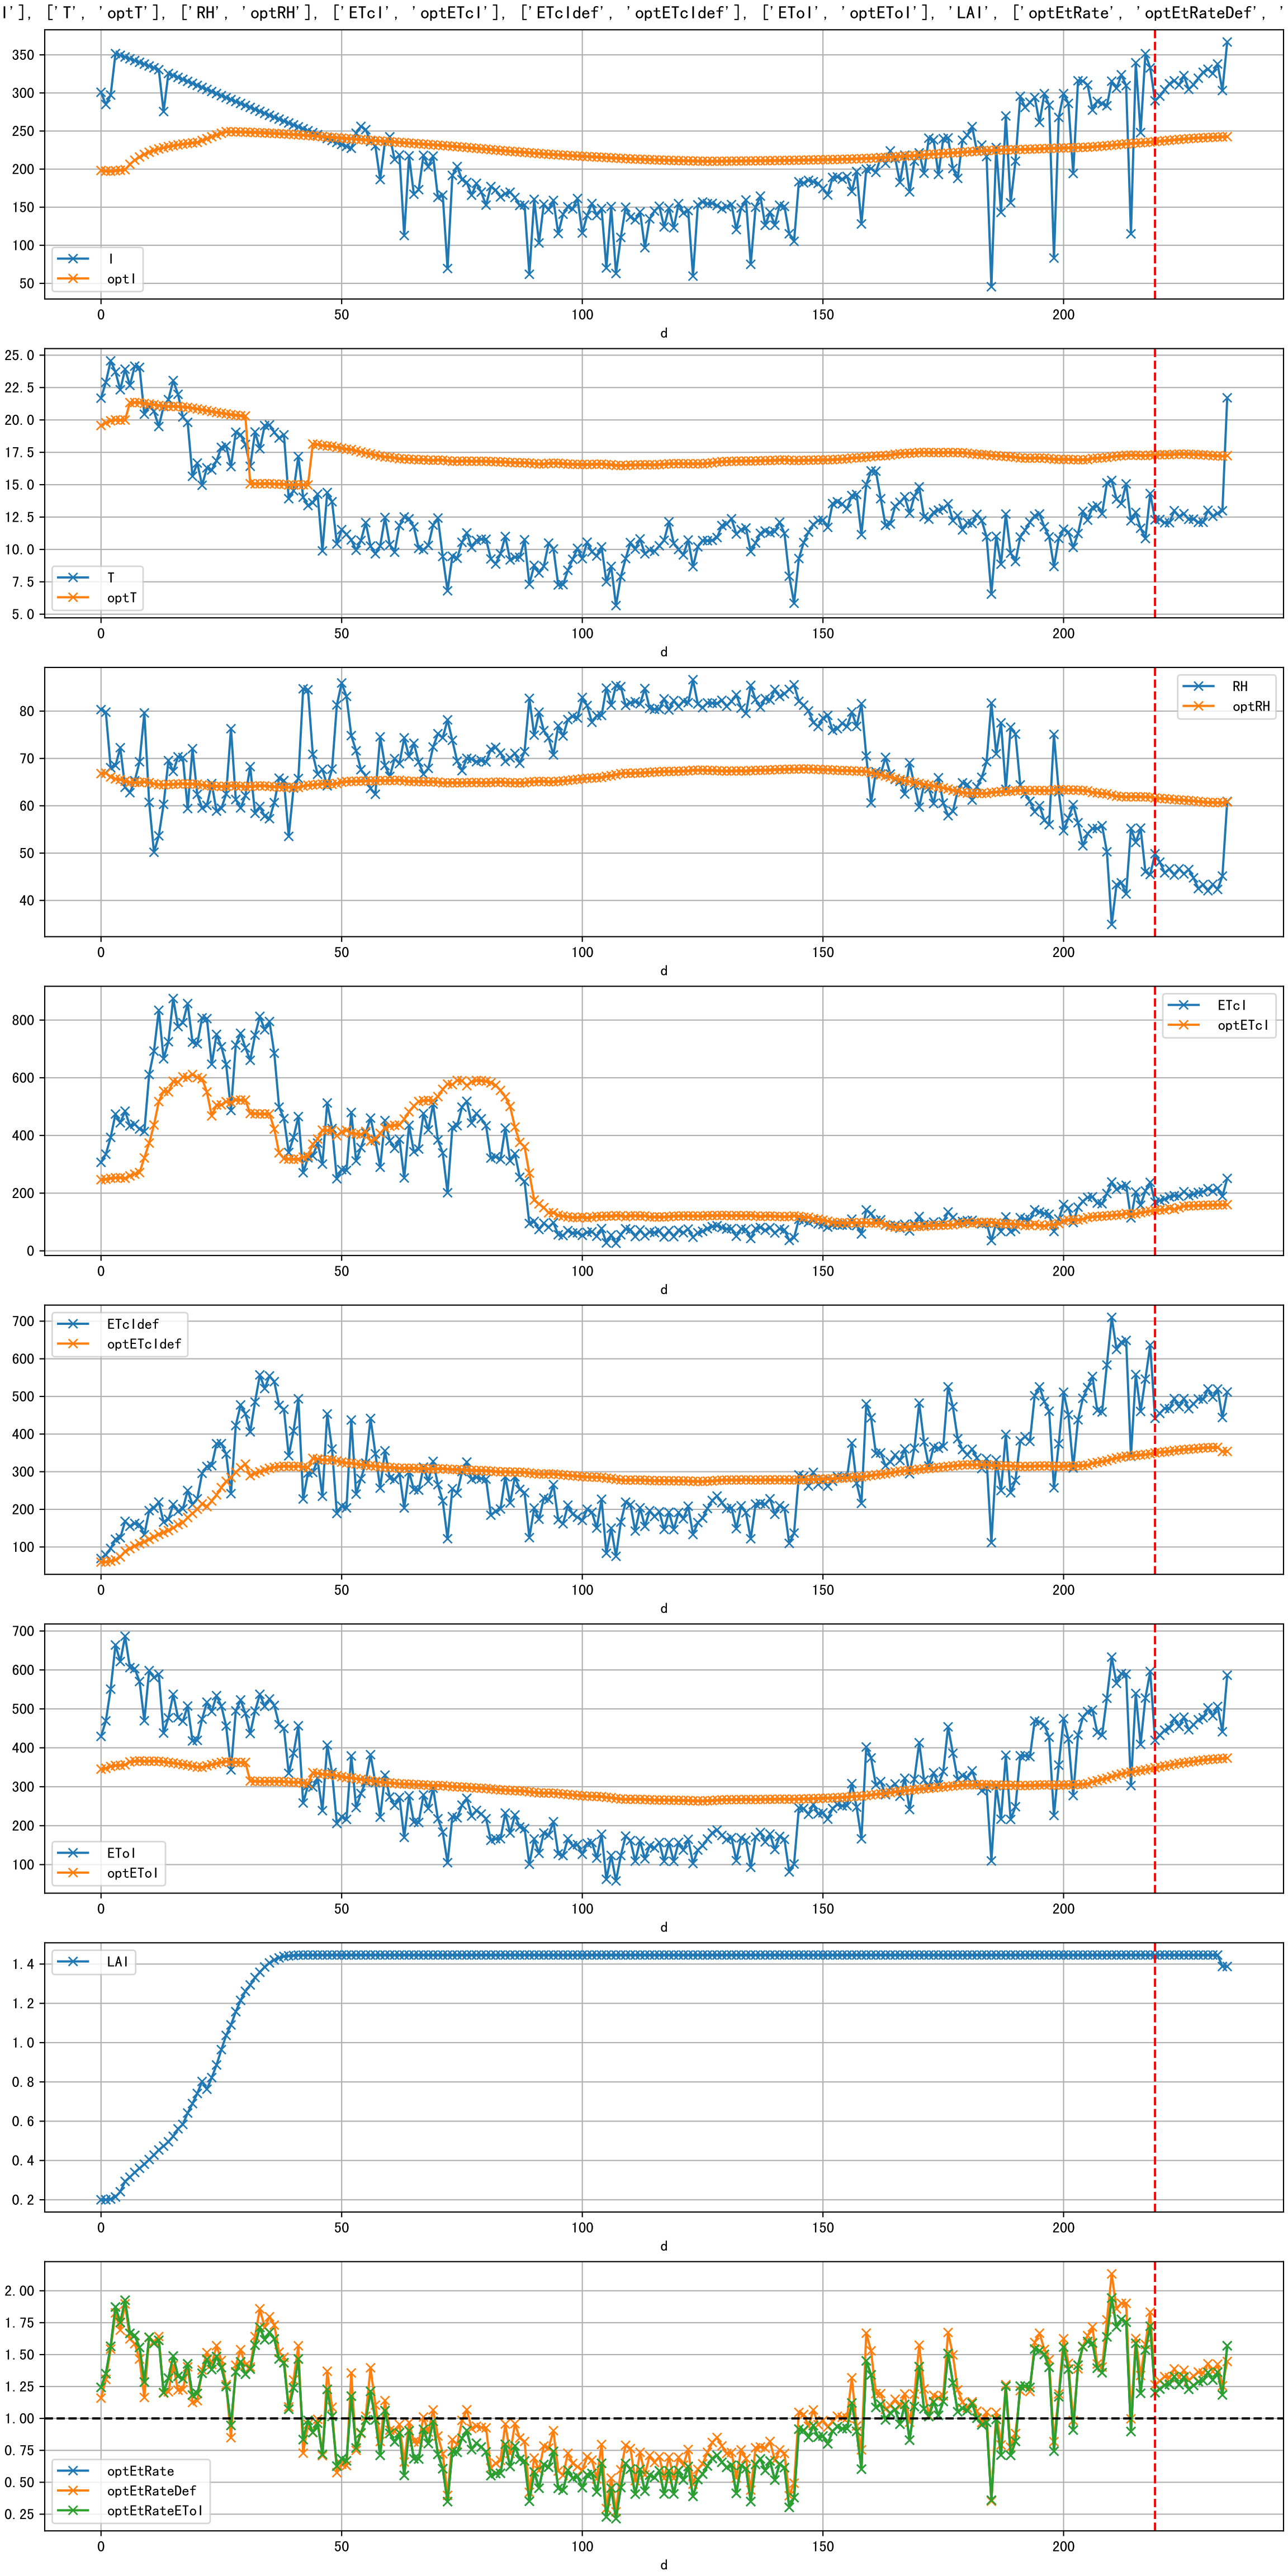 I'], ['T', 'optT'], ['RH', 'optRH'], ['ETcI', 'optETcI'], ['ETcIdef', 'optETcIdef'], ['EToI', 'optEToI'], 'LAI', ['optEtRate', 'optEtRateDef', '
350
300
250
200
150
100
50
I
optI
0 50 100 150 200
d
25.0
22.5
20.0
17.5
15.0
12.5
10.0
7.5
5.0
T
optT
0 50 100 150 200
d
80
70
60
50
40
RH
optRH
0 50 100 150 200
d
800
600
400
200
0
ETcI
optETcI
0 50 100 150 200
d
700
600
500
400
300
200
100
ETcIdef
optETcIdef
0 50 100 150 200
d
700
600
500
400
300
200
100
EToI
optEToI
0 50 100 150 200
d
1.4
1.2
1.0
0.8
0.6
0.4
0.2
LAI
0 50 100 150 200
d
2.00
1.75
1.50
1.25
1.00
0.75
0.50
0.25
optEtRate
optEtRateDef
optEtRateEToI
0 50 100 150 200
d